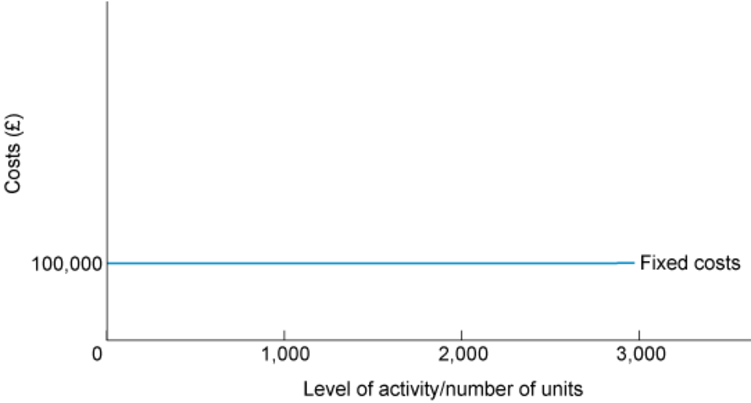 Costs (£)
100,000
Fixed costs
0
1,000
2,000
3,000
Level of activity/number of units